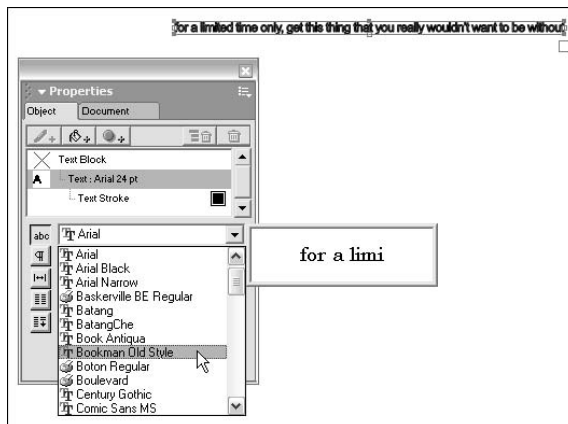 for a limited time only, get this thing that you really wouldn't want to be without
Properties
Object Document
Text Block
A Text : Arial 24 pt
Text Stroke
abc Arial
for a limi
Arial
Arial Black
Arial Narrow
Baskerville BE Regular
Batang
BatangChe
Book Antiqua
Bookman Old Style
Boton Regular
Boulevard
Century Gothic
Comic Sans MS